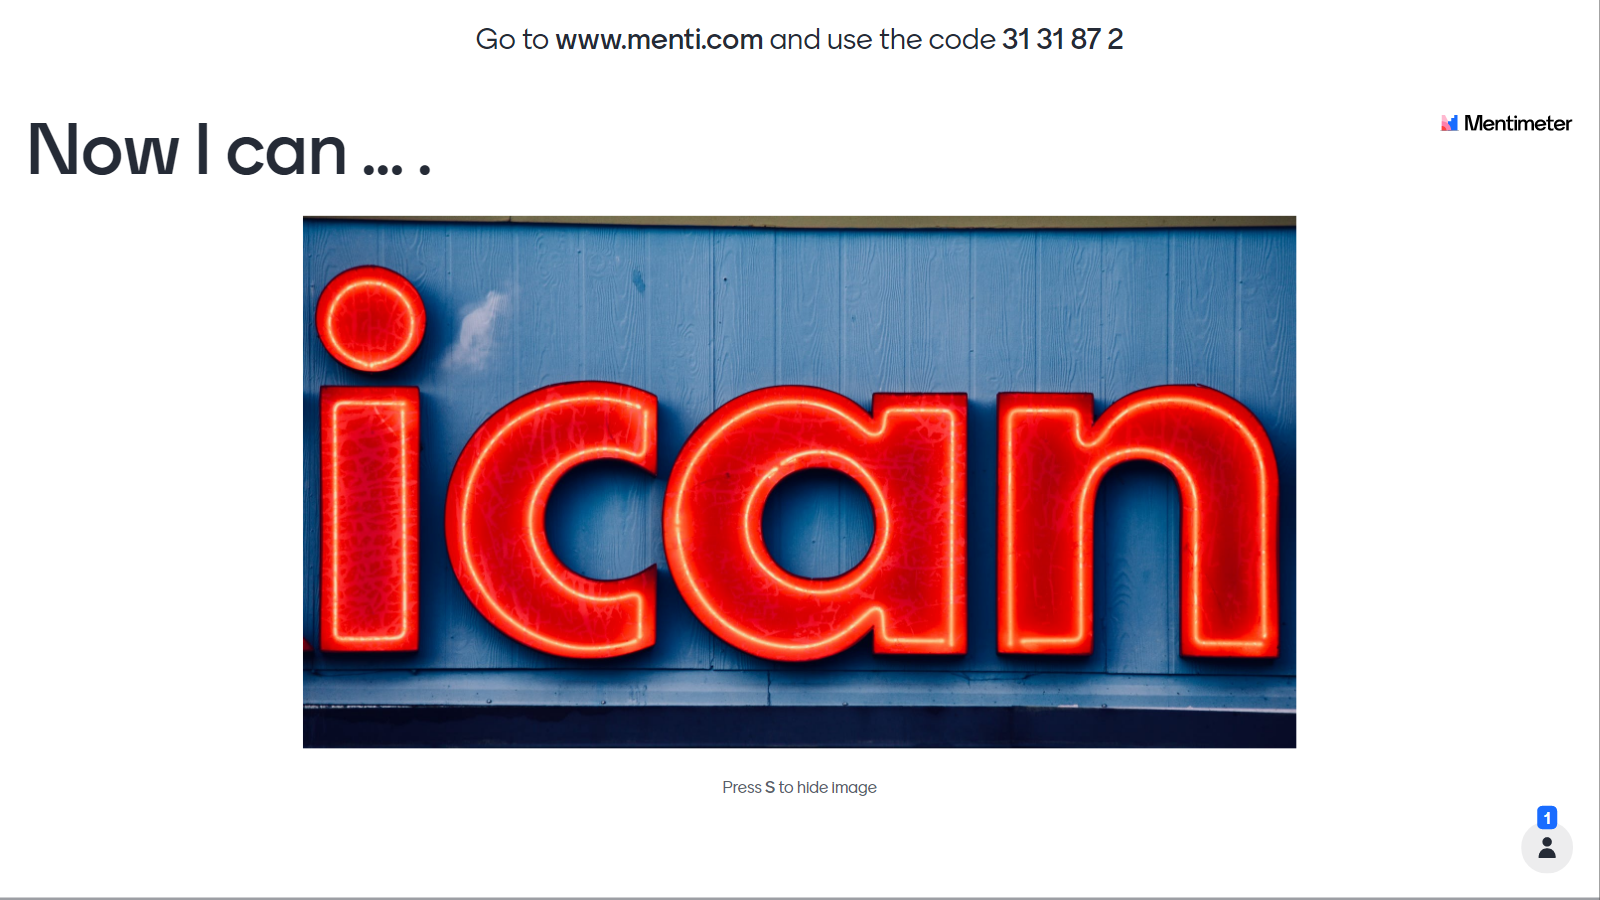 Go to www.menti.com and use the code 31 31 87 2
Now I can ... .
Mentimeter
ican
Press S to hide image
1